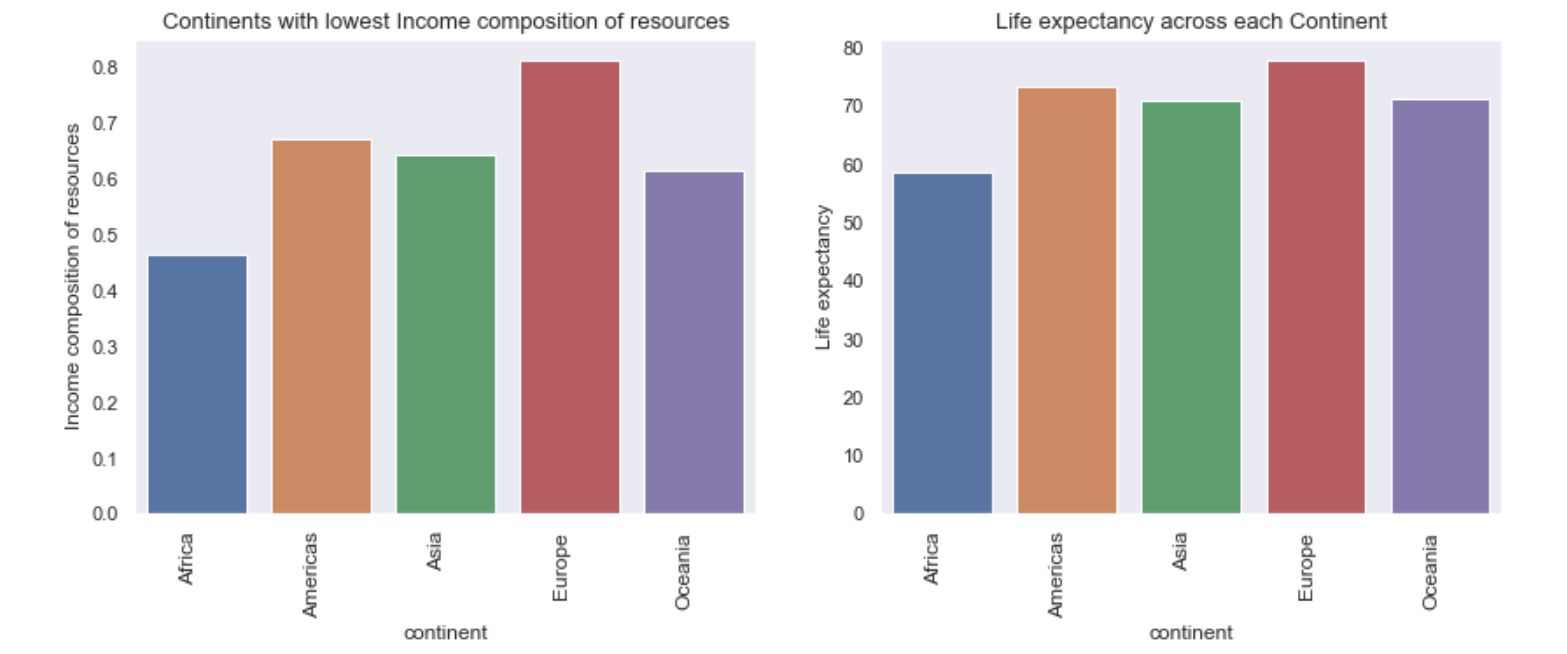 Continents with lowest Income composition of resources
Income composition of resources
0.8
0.7
0.6
0.5
0.4
0.3
0.2
0.1
0.0
Africa
Americas
Asia
Europe
Oceania
continent
Life expectancy across each Continent
Life expectancy
80
70
60
50
40
30
20
10
0
Africa
Americas
Asia
Europe
Oceania
continent